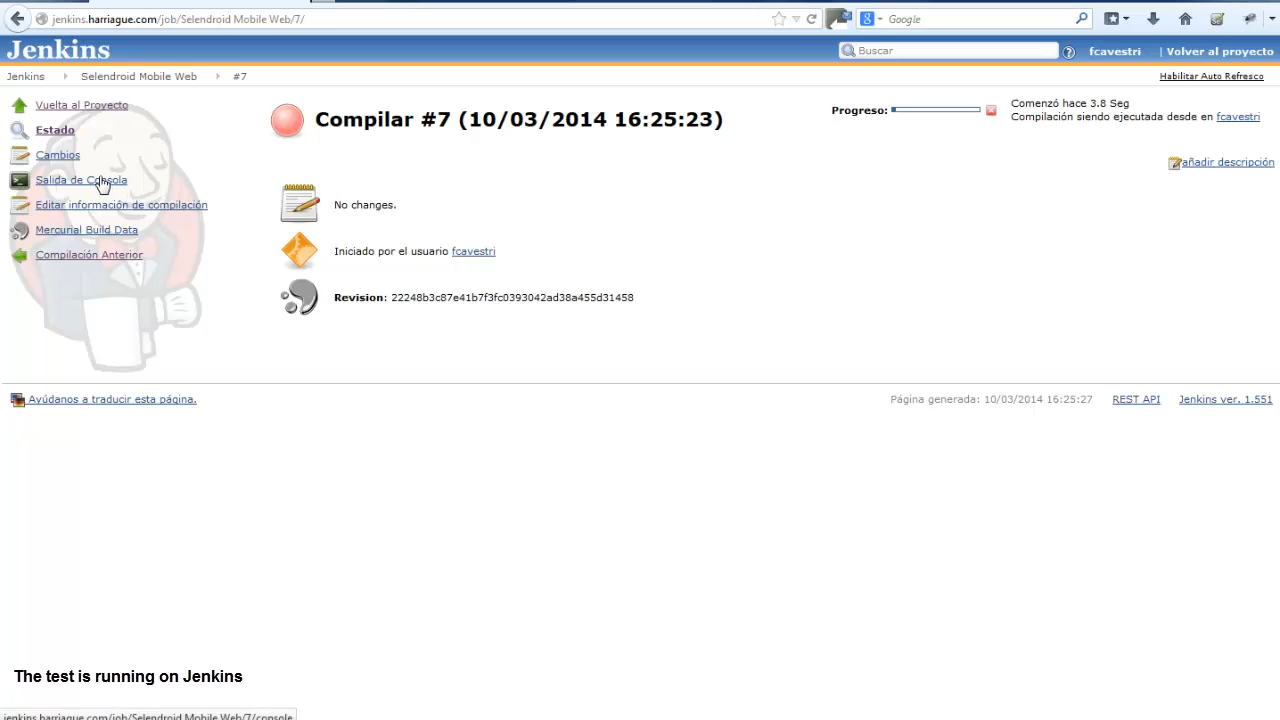 jenkins.harriague.com/job/Selendroid Mobile Web/7/
Google
Jenkins
Buscar
fcavestri
| Volver al proyecto
Jenkins
Selendroid Mobile Web
#7
Habilitar Auto Refresco
Vuelta al Proyecto
Estado
Cambios
Salida de Consola
Editar información de compilación
Mercurial Build Data
Compilación Anterior
Compilar #7 (10/03/2014 16:25:23)
Progreso:
Comenzó hace 3.8 Seg
Compilación siendo ejecutada desde en fcavestri
añadir descripción
No changes.
Iniciado por el usuario fcavestri
Revision: 22248b3c87e41b7f3fc0393042ad38a455d31458
Ayúdanos a traducir esta página.
Página generada: 10/03/2014 16:25:27
REST API
Jenkins ver. 1.551
The test is running on Jenkins
jenkins.harriague.com/job/Selendroid Mobile Web/7/console